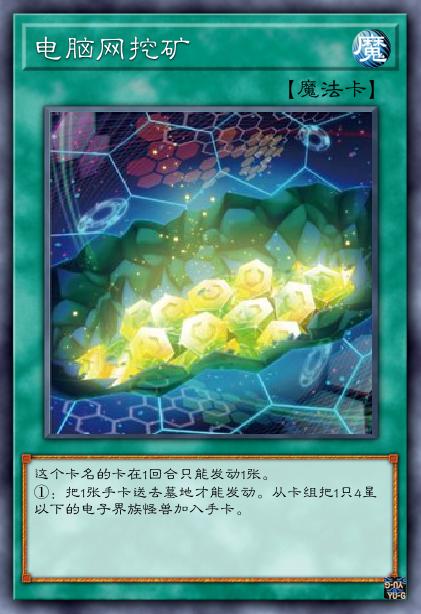 电脑网挖矿
魔
【魔法卡】
这个卡名的卡在1回合只能发动1张。
①：把1张手卡送去墓地才能发动。从卡组把1只4星
以下的电子界族怪兽加入手卡。